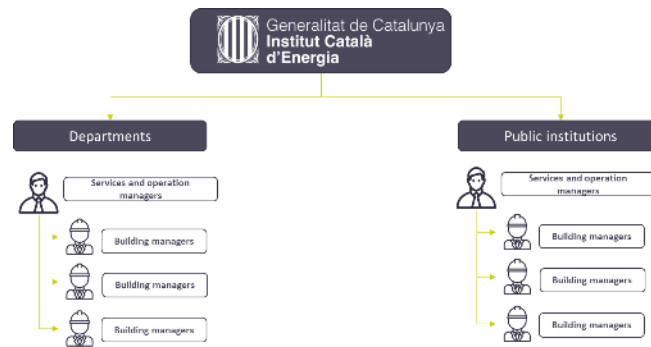 Generalitat de Catalunya
Institut Català
d'Energia
Departments
Public institutions
Services and operation
managers
Building managers
Building managers
Building managers
Services and operation
managers
Building managers
Building managers
Building managers